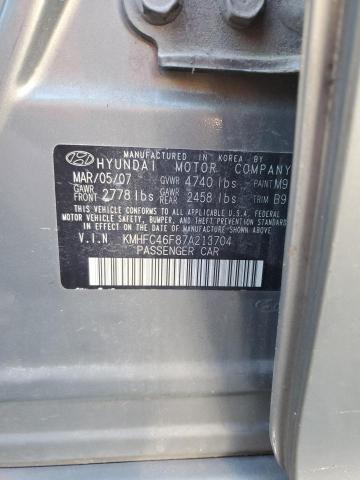 MANUFACTURED IN KOREA BY
HYUNDAI MOTOR COMPANY
MAR/05/07 GVWR 4740 lbs PAINT M9
GAWR FRONT 2778 lbs GAWR REAR 2458 lbs TRIM B9
THIS VEHICLE CONFORMS TO ALL APPLICABLE U.S.A. FEDERAL
MOTOR VEHICLE SAFETY, BUMPER, AND THEFT PREVENTION
STANDARDS IN EFFECT ON THE DATE OF MANUFACTURE SHOWN ABOVE.
V.I.N. KMHFC46F87A213704
PASSENGER CAR